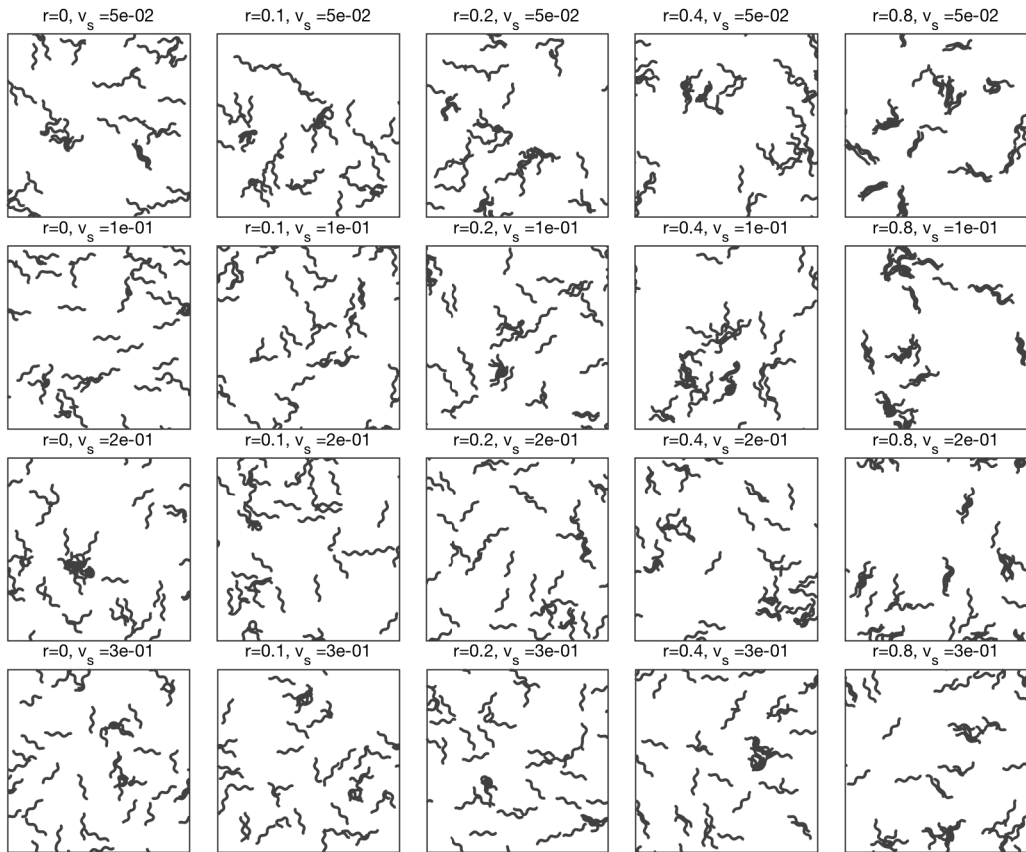 r=0, v_s =5e-02
r=0.1, v_s =5e-02
r=0.2, v_s =5e-02
r=0.4, v_s =5e-02
r=0.8, v_s =5e-02
r=0, v_s =1e-01
r=0.1, v_s =1e-01
r=0.2, v_s =1e-01
r=0.4, v_s =1e-01
r=0.8, v_s =1e-01
r=0, v_s =2e-01
r=0.1, v_s =2e-01
r=0.2, v_s =2e-01
r=0.4, v_s =2e-01
r=0.8, v_s =2e-01
r=0, v_s =3e-01
r=0.1, v_s =3e-01
r=0.2, v_s =3e-01
r=0.4, v_s =3e-01
r=0.8, v_s =3e-01